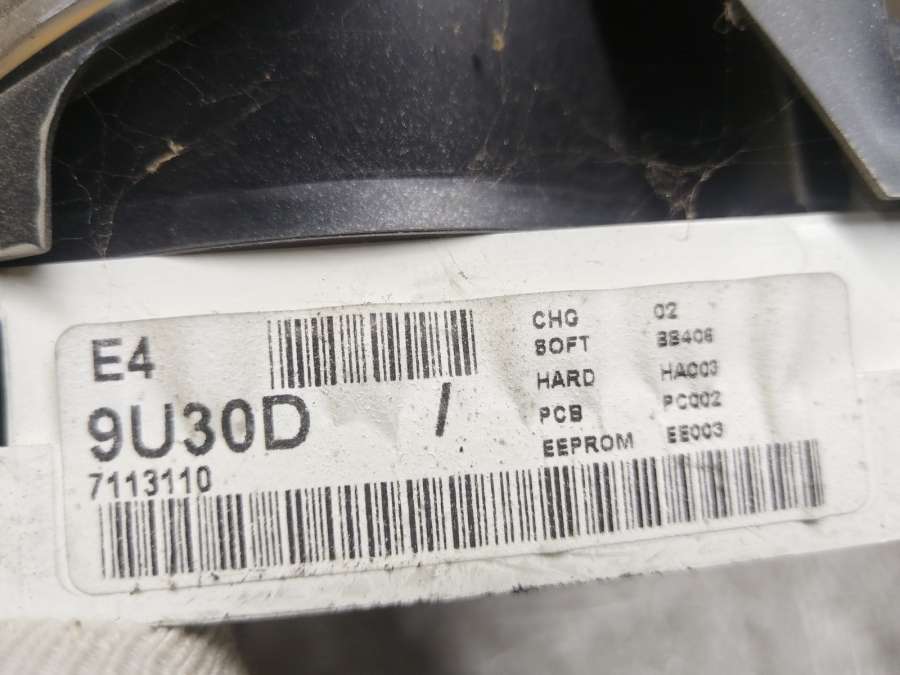 E4
9U30D /
7113110
CHG 02
SOFT BB406
HARD HA003
PCB PC002
EEPROM EE003